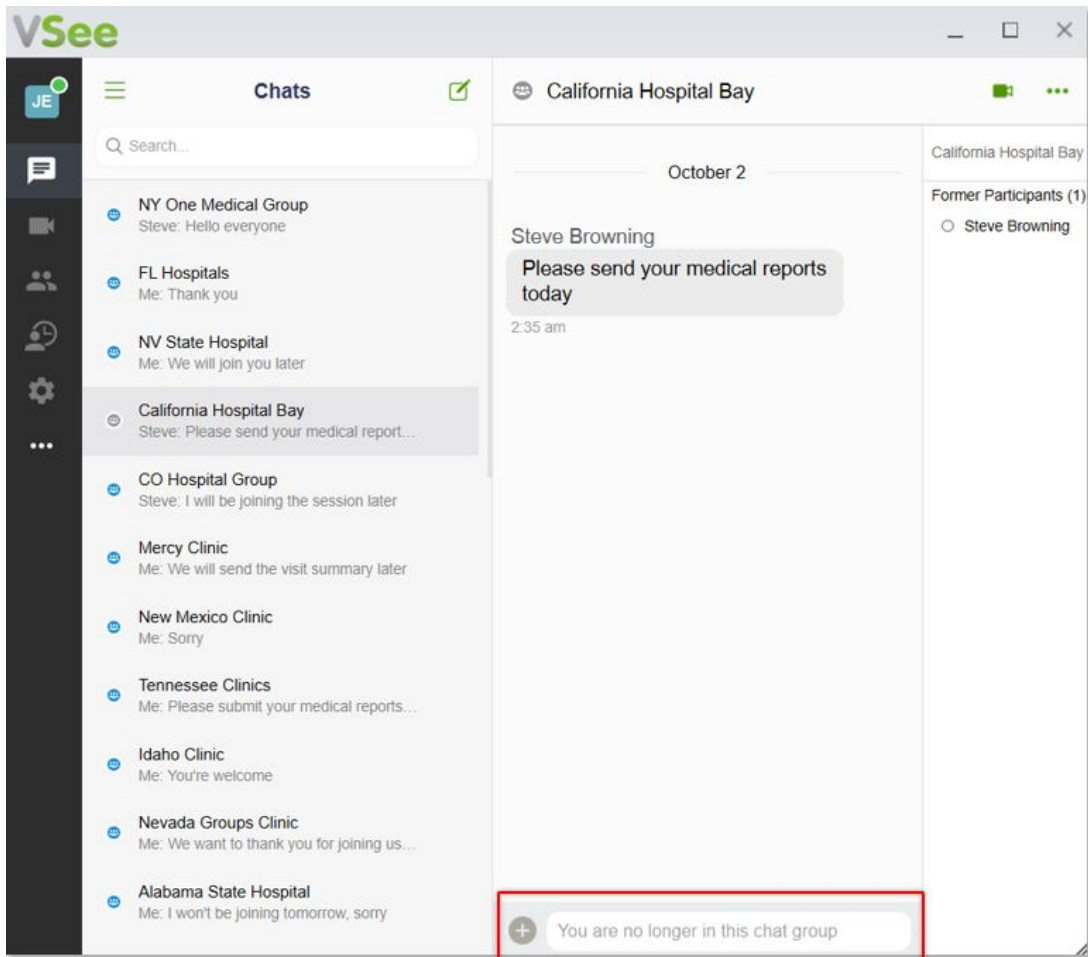 VSee
JE
Chats
Search...
NY One Medical Group
Steve: Hello everyone
FL Hospitals
Me: Thank you
NV State Hospital
Me: We will join you later
California Hospital Bay
Steve: Please send your medical report...
CO Hospital Group
Steve: I will be joining the session later
Mercy Clinic
Me: We will send the visit summary later
New Mexico Clinic
Me: Sorry
Tennessee Clinics
Me: Please submit your medical reports...
Idaho Clinic
Me: You're welcome
Nevada Groups Clinic
Me: We want to thank you for joining us...
Alabama State Hospital
Me: I won't be joining tomorrow, sorry
California Hospital Bay
October 2
Steve Browning
Please send your medical reports
today
2:35 am
You are no longer in this chat group
California Hospital Bay
Former Participants (1)
Steve Browning